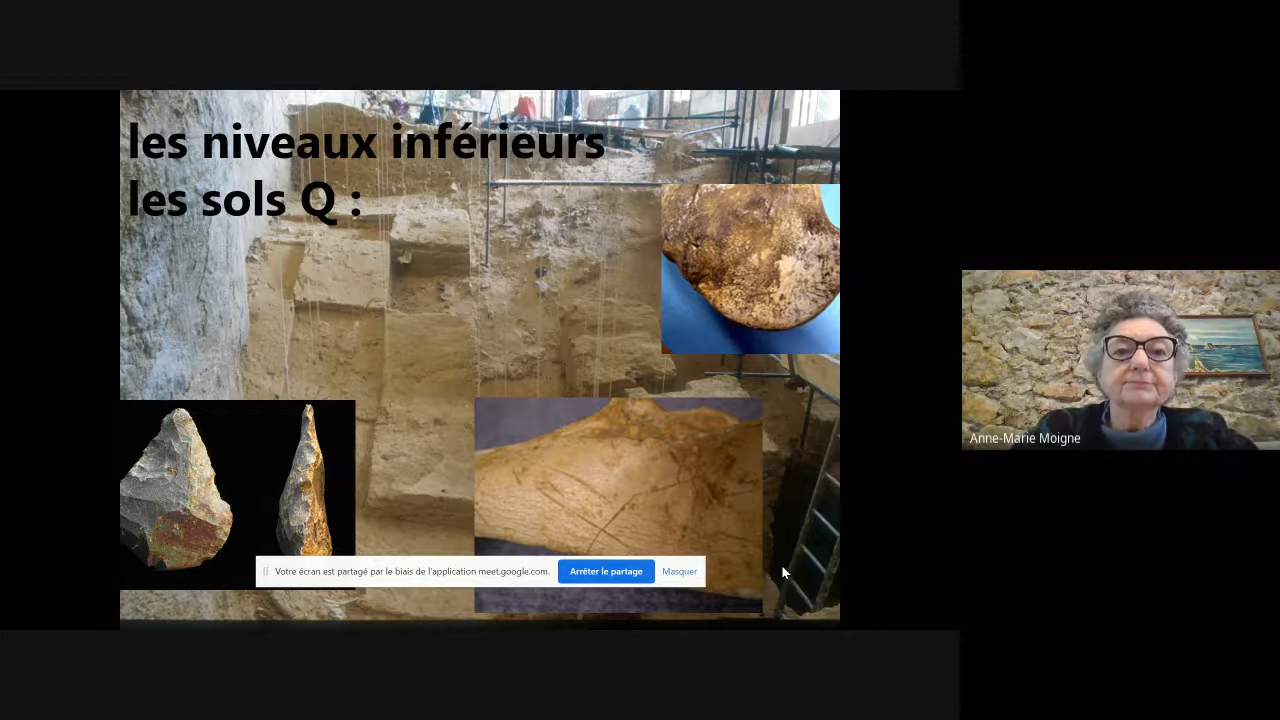 les niveaux inférieurs
les sols Q :
Votre écran est partagé par le biais de l'application meet.google.com.
Arrêter le partage
Masquer
Anne-Marie Moigne